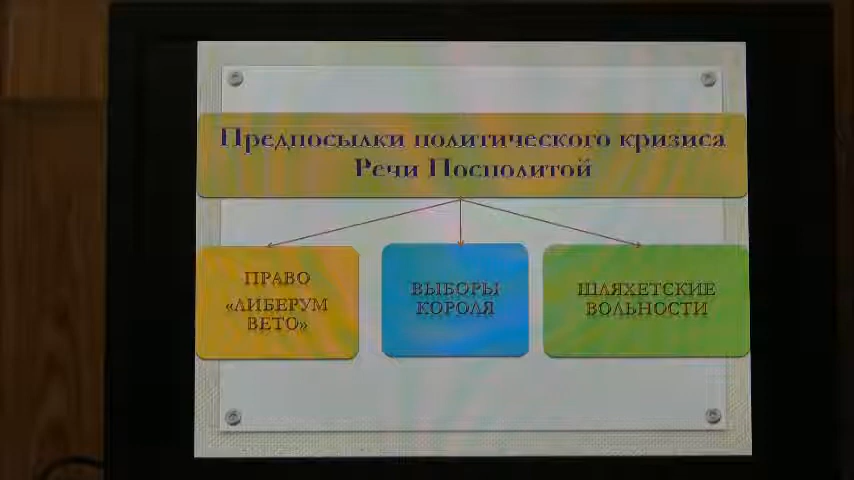 Предпосылки политического кризиса
Речи Посполитой
ПРАВО
«ЛИБЕРУМ
ВЕТО»
ВЫБОРЫ
КОРОЛЯ
ШЛЯХЕТСКИЕ
ВОЛЬНОСТИ